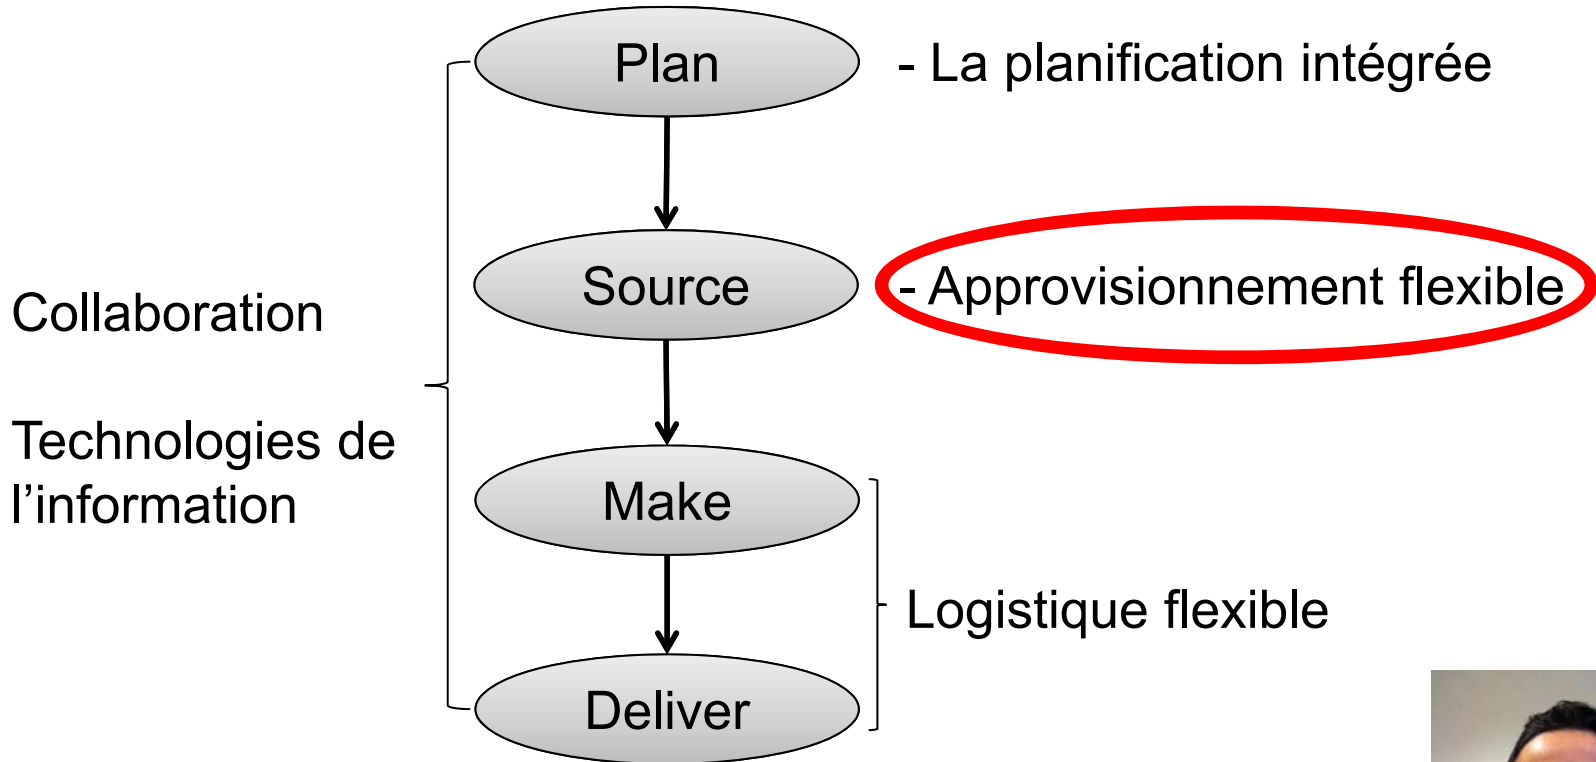 Plan
- La planification intégrée
Source
- Approvisionnement flexible
Collaboration
Technologies de
l’information
Make
Logistique flexible
Deliver